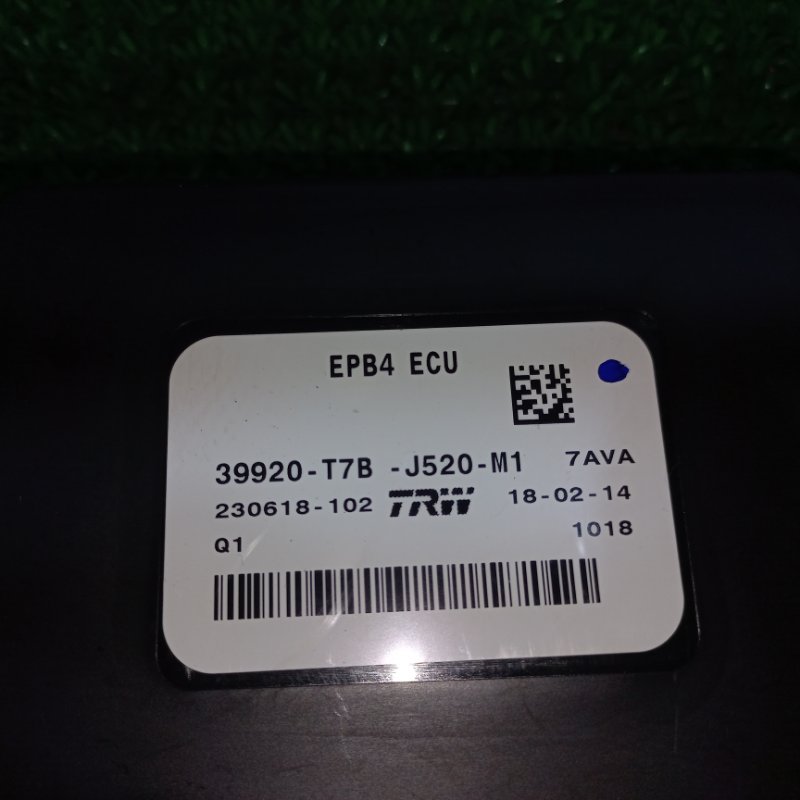 EPB4 ECU
39920-T7B -J520-M1 7AVA
230618-102 TRW 18-02-14
Q1 1018